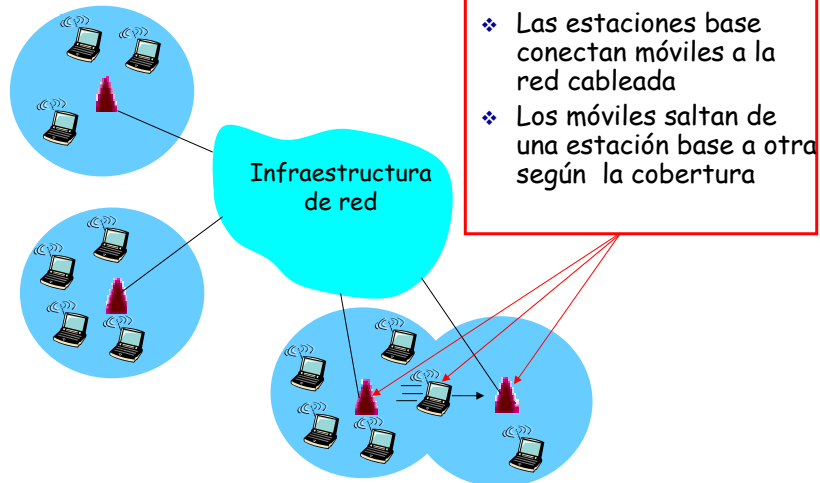 ❖ Las estaciones base
conectan móviles a la
red cableada
❖ Los móviles saltan de
una estación base a otra
según la cobertura
Infraestructura
de red